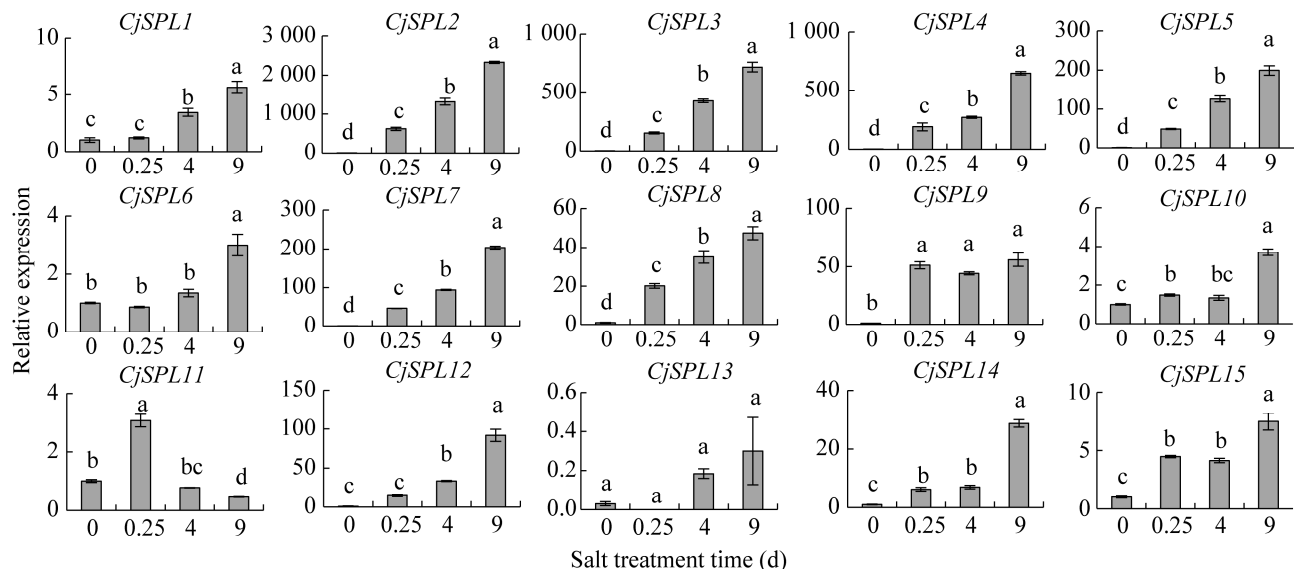 CjSPL1
10
5
0
c
c
b
a
0
0.25
4
9
CjSPL2
3 000
2 000
1 000
0
d
c
b
a
0
0.25
4
9
CjSPL3
1 000
500
0
d
c
b
a
0
0.25
4
9
CjSPL4
1 000
500
0
d
c
b
a
0
0.25
4
9
CjSPL5
300
200
100
0
d
c
b
a
0
0.25
4
9
Relative expression
CjSPL6
4
2
0
b
b
b
a
0
0.25
4
9
CjSPL7
300
200
100
0
d
c
b
a
0
0.25
4
9
CjSPL8
60
40
20
0
d
c
b
a
0
0.25
4
9
CjSPL9
100
50
0
b
a
a
a
0
0.25
4
9
CjSPL10
6
4
2
0
c
b
bc
a
0
0.25
4
9
CjSPL11
4
2
0
b
a
bc
d
0
0.25
4
9
CjSPL12
150
100
50
0
c
c
b
a
0
0.25
4
9
CjSPL13
0.6
0.4
0.2
0.0
a
a
a
a
0
0.25
4
9
CjSPL14
40
20
0
c
b
b
a
0
0.25
4
9
CjSPL15
10
5
0
c
b
b
a
0
0.25
4
9
Salt treatment time (d)